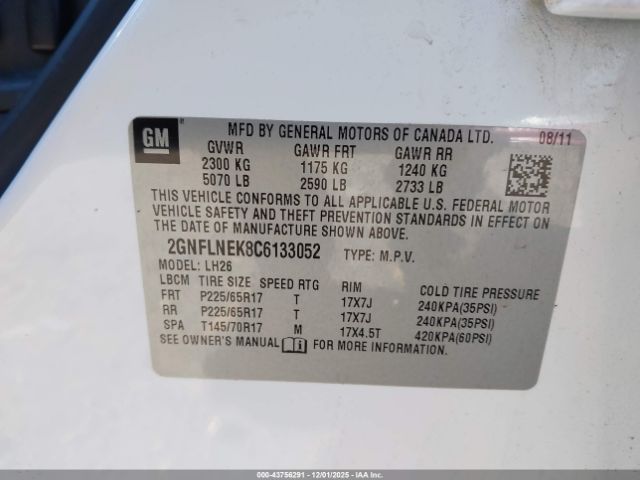 GM
MFD BY GENERAL MOTORS OF CANADA LTD. 08/11
GVWR GAWR FRT GAWR RR
2300 KG 1175 KG 1240 KG
5070 LB 2590 LB 2733 LB
THIS VEHICLE CONFORMS TO ALL APPLICABLE U.S. FEDERAL MOTOR
VEHICLE SAFETY AND THEFT PREVENTION STANDARDS IN EFFECT ON
THE DATE OF MANUFACTURE SHOWN ABOVE.
2GNFLNEK8C6133052 TYPE: M.P.V.
MODEL: LH26
LBCM TIRE SIZE SPEED RTG RIM COLD TIRE PRESSURE
FRT P225/65R17 T 17X7J 240KPA(35PSI)
RR P225/65R17 T 17X7J 240KPA(35PSI)
SPA T145/70R17 M 17X4.5T 420KPA(60PSI)
SEE OWNER'S MANUAL i FOR MORE INFORMATION.
000-43756291 - 12/01/2025 - IAAI.COM